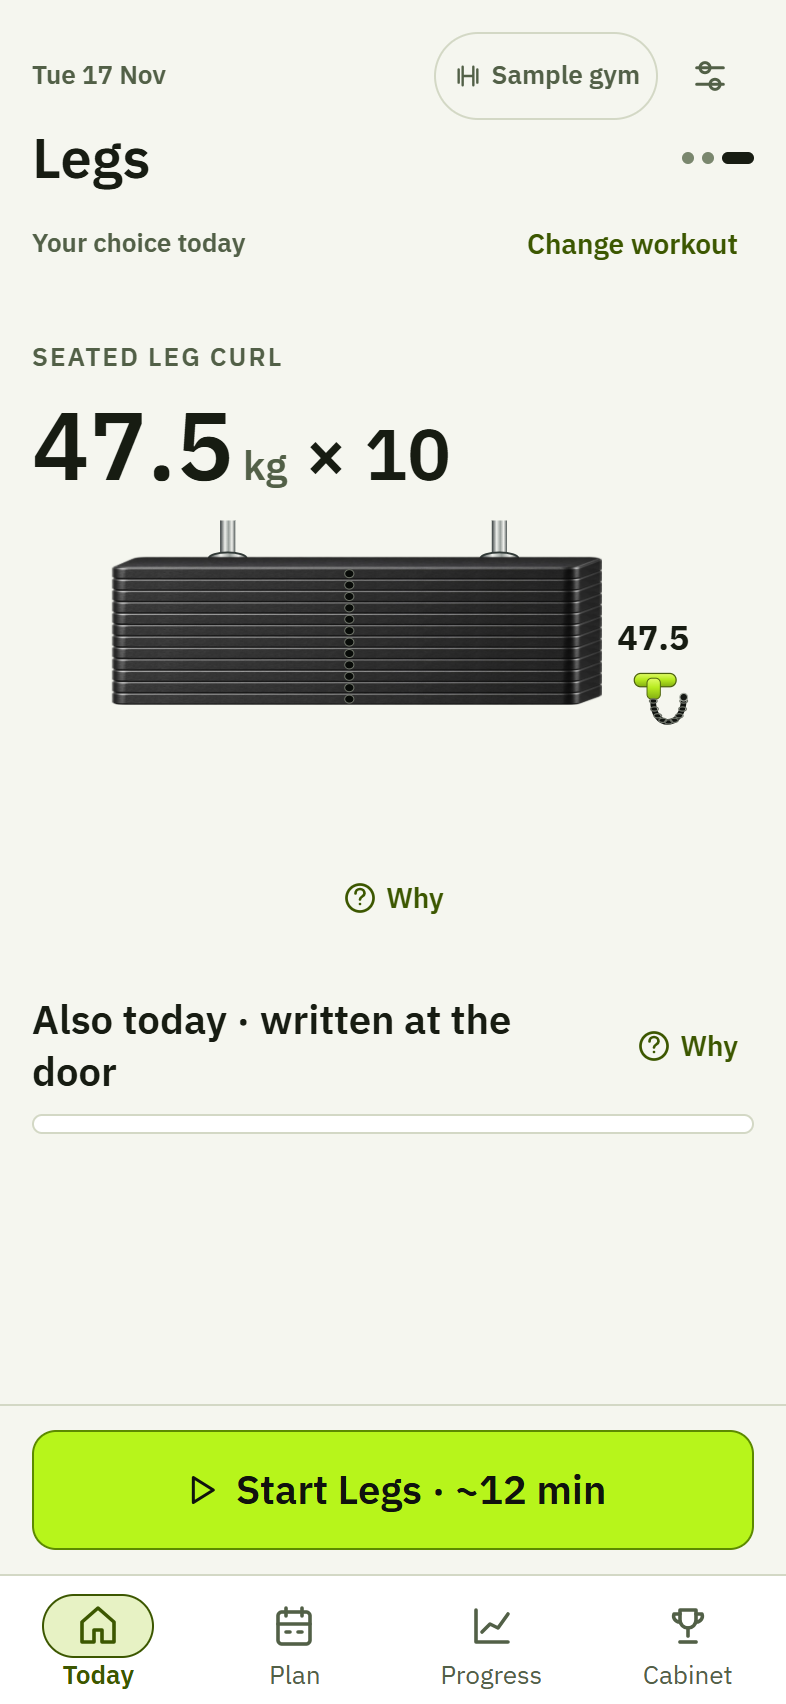 Tue 17 Nov
Sample gym
Legs
Your choice today
Change workout
SEATED LEG CURL
47.5 kg × 10
47.5
Why
Also today · written at the
door
Why
Start Legs · ~12 min
Today
Plan
Progress
Cabinet